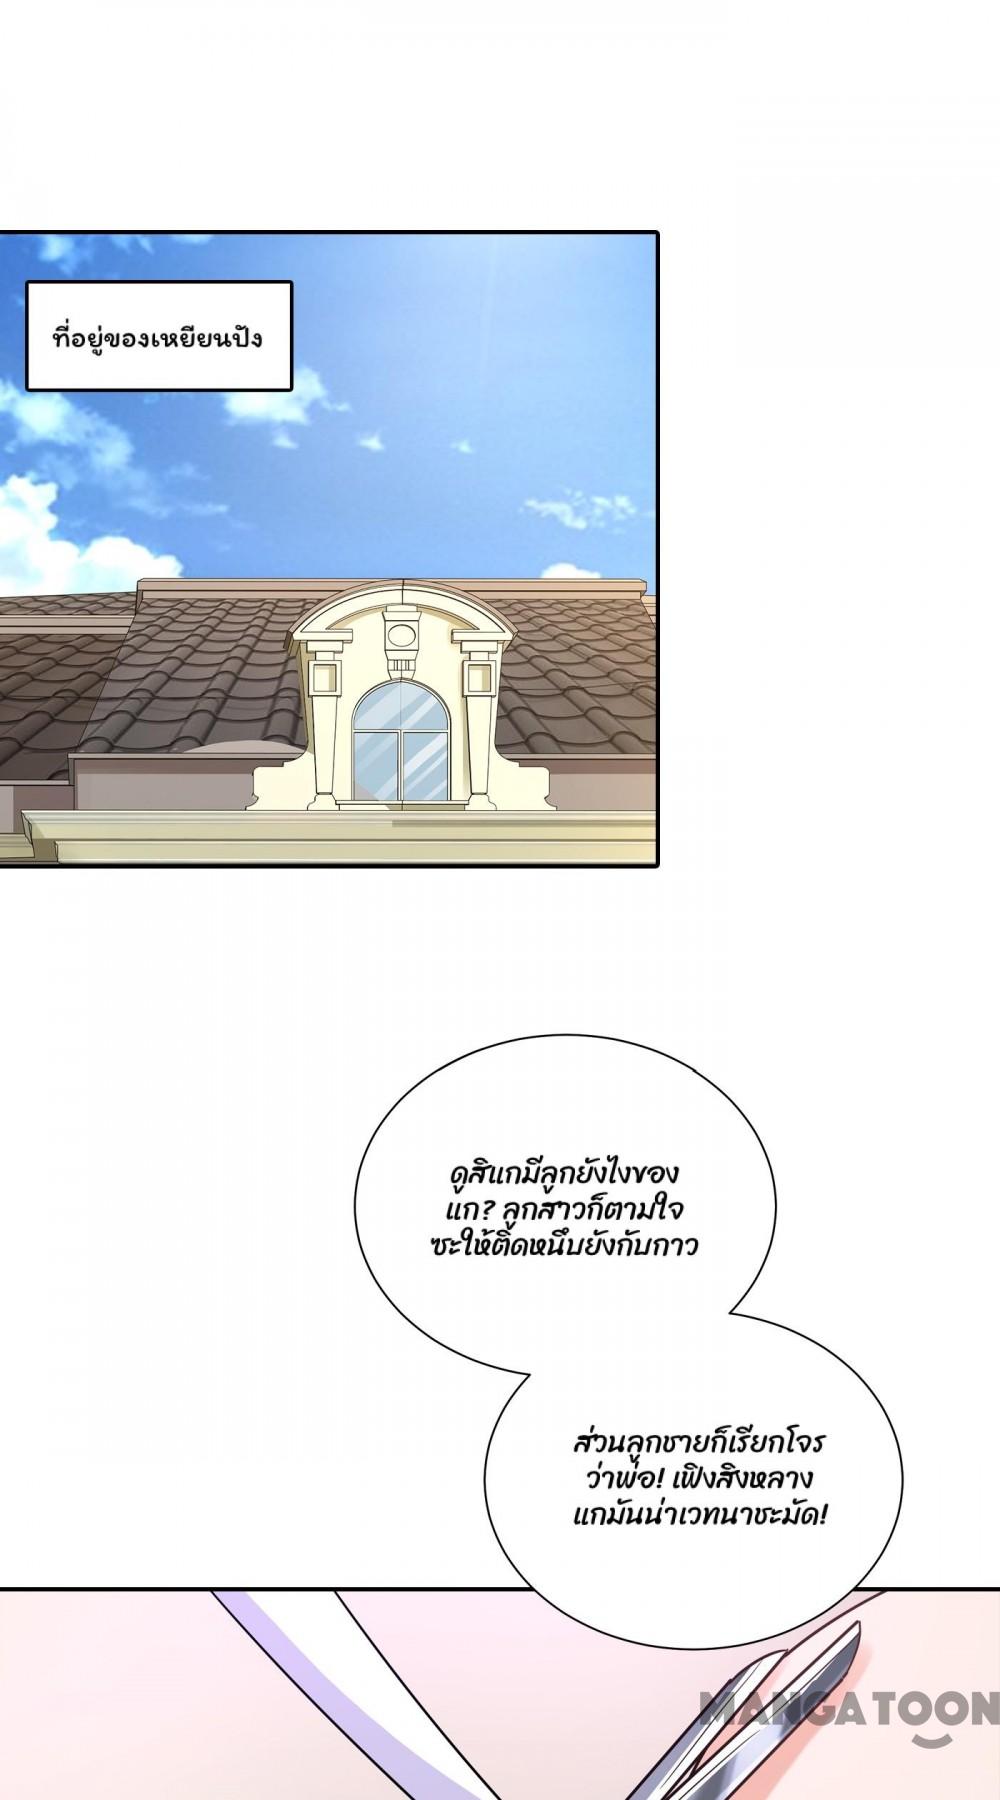 ที่อยู่ของเหยียนปัง
ดูสิแกมีลูกยังไงของ
แก? ลูกสาวก็ตามใจ
ซะให้ติดหนึบยังกับกาว
ส่วนลูกชายก็เรียกโจร
ว่าพ่อ! เฟิงสิงหลาง
แกมันน่าเวทนาชะมัด!
MANGATOON